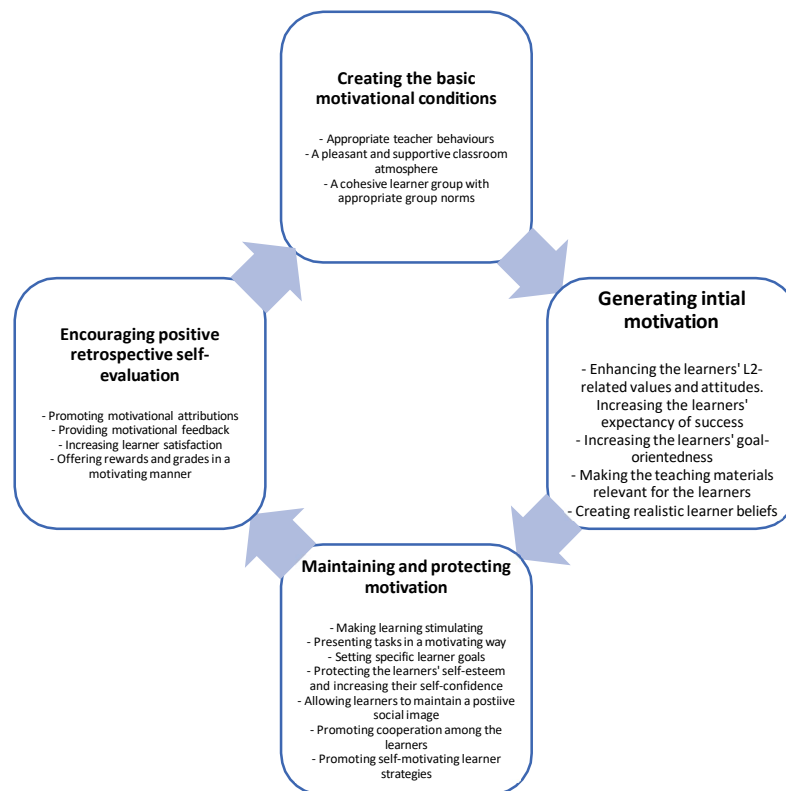 Creating the basic
motivational conditions
- Appropriate teacher behaviours
- A pleasant and supportive classroom
atmosphere
- A cohesive learner group with
appropriate group norms
Generating intial
motivation
- Enhancing the learners' L2-
related values and attitudes.
Increasing the learners'
expectancy of success
- Increasing the learners' goal-
orientedness
- Making the teaching materials
relevant for the learners
- Creating realistic learner beliefs
Maintaining and protecting
motivation
- Making learning stimulating
- Presenting tasks in a motivating way
- Setting specific learner goals
- Protecting the learners' self-esteem
and increasing their self-confidence
- Allowing learners to maintain a postiive
social image
- Promoting cooperation among the
learners
- Promoting self-motivating learner
strategies
Encouraging positive
retrospective self-
evaluation
- Promoting motivational attributions
- Providing motivational feedback
- Increasing learner satisfaction
- Offering rewards and grades in a
motivating manner